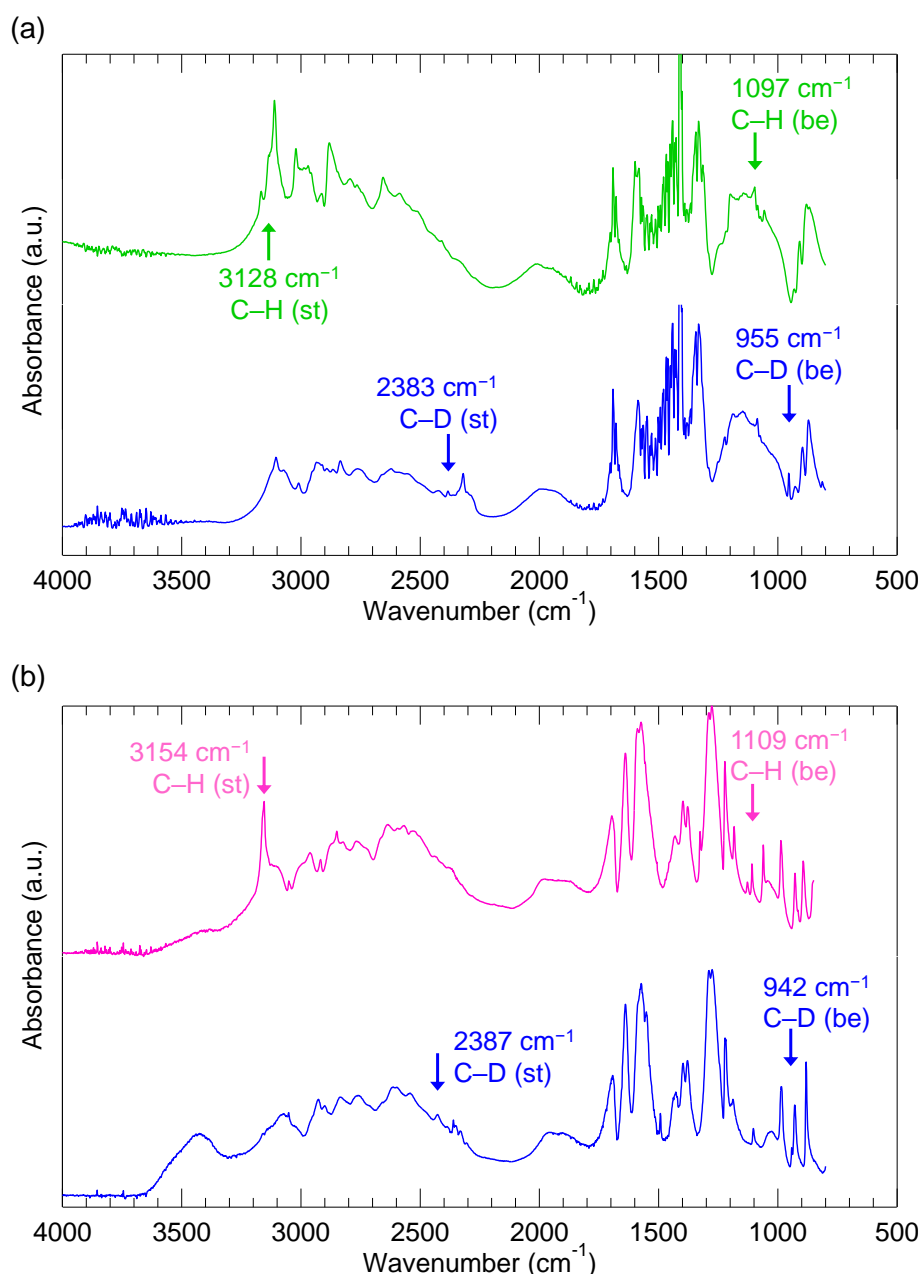 (a)
1097 cm⁻¹
C–H (be)
3128 cm⁻¹
C–H (st)
955 cm⁻¹
C–D (be)
2383 cm⁻¹
C–D (st)
Absorbance (a.u.)
4000 3500 3000 2500 2000 1500 1000 500
Wavenumber (cm⁻¹)
(b)
3154 cm⁻¹
C–H (st)
1109 cm⁻¹
C–H (be)
942 cm⁻¹
C–D (be)
2387 cm⁻¹
C–D (st)
Absorbance (a.u.)
4000 3500 3000 2500 2000 1500 1000 500
Wavenumber (cm⁻¹)